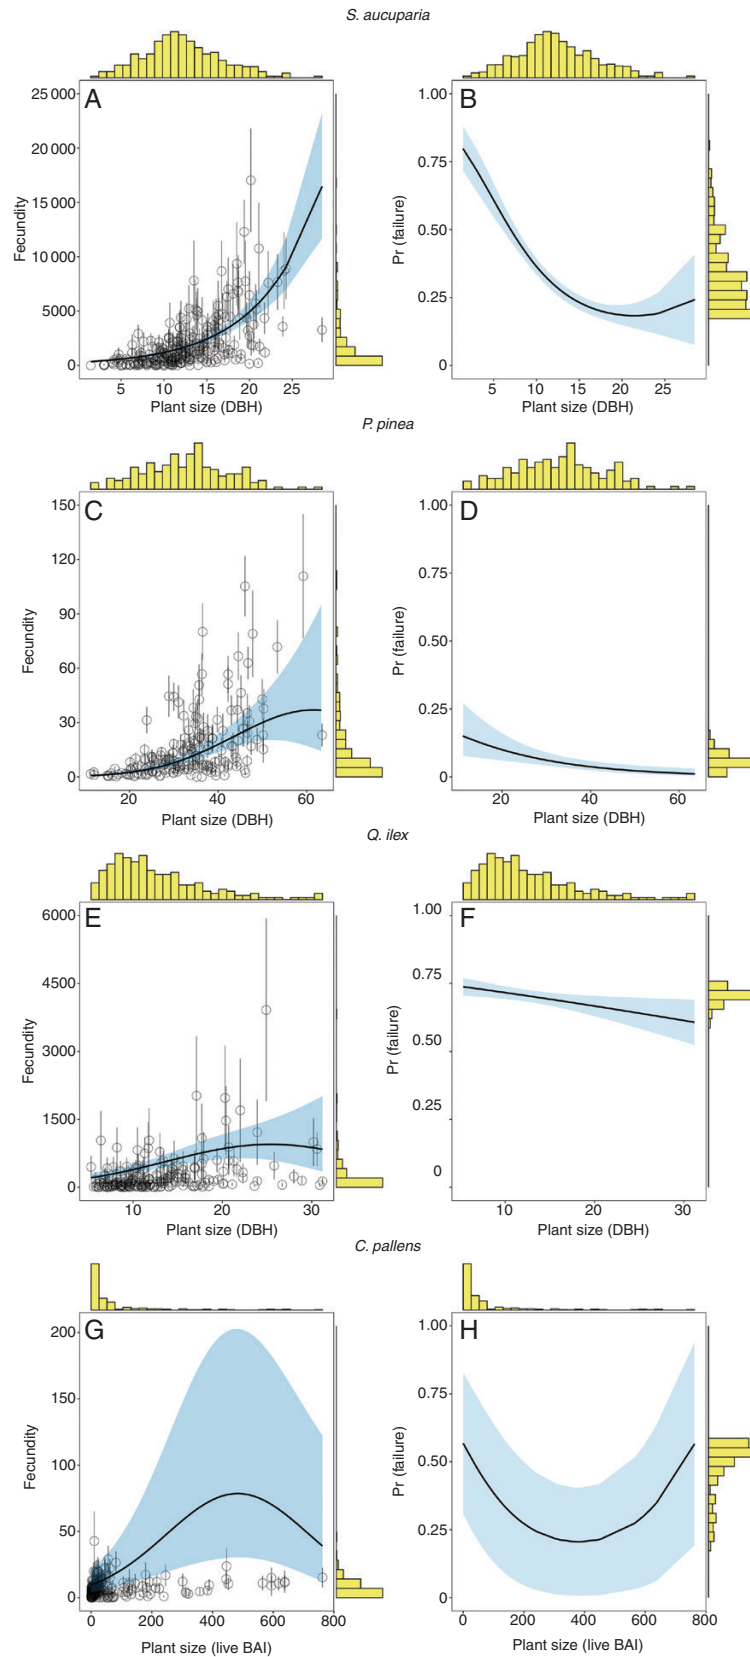 S. aucuparia
A
25 000
20 000
15 000
10 000
5000
0
Fecundity
5 10 15 20 25
Plant size (DBH)
B
1.00
0.75
0.50
0.25
0
Pr (failure)
5 10 15 20 25
Plant size (DBH)
P. pinea
C
150
120
90
60
30
0
Fecundity
20 40 60
Plant size (DBH)
D
1.00
0.75
0.50
0.25
0
Pr (failure)
20 40 60
Plant size (DBH)
Q. ilex
E
6000
4500
3000
1500
0
Fecundity
10 20 30
Plant size (DBH)
F
1.00
0.75
0.50
0.25
0
Pr (failure)
10 20 30
Plant size (DBH)
C. pallens
G
200
150
100
50
0
Fecundity
0 200 400 600 800
Plant size (live BAI)
H
1.00
0.75
0.50
0.25
0
Pr (failure)
0 200 400 600 800
Plant size (live BAI)